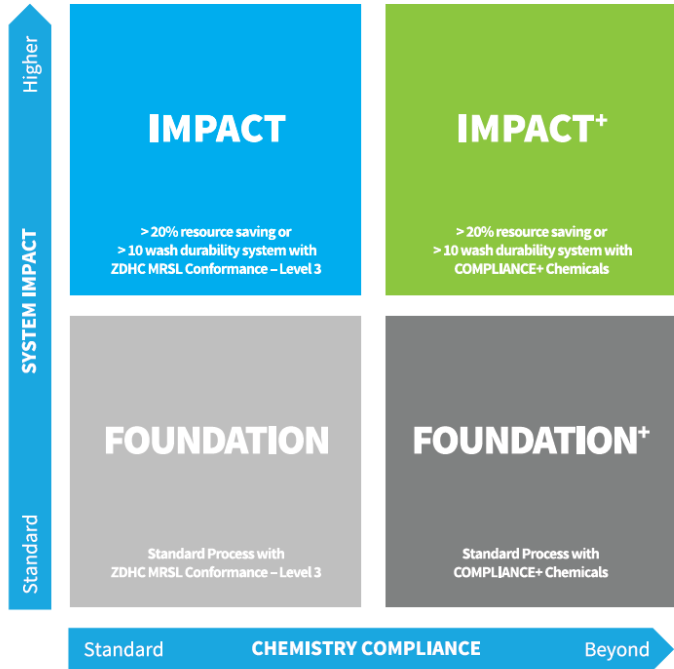 Higher
SYSTEM IMPACT
Standard
IMPACT
> 20% resource saving or
> 10 wash durability system with
ZDHC MRSL Conformance – Level 3
IMPACT+
> 20% resource saving or
> 10 wash durability system with
COMPLIANCE+ Chemicals
FOUNDATION
Standard Process with
ZDHC MRSL Conformance – Level 3
FOUNDATION+
Standard Process with
COMPLIANCE+ Chemicals
Standard
CHEMISTRY COMPLIANCE
Beyond